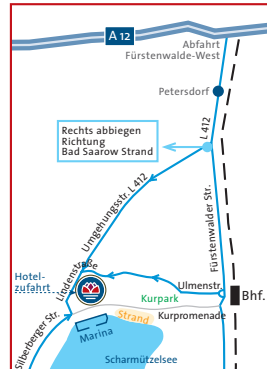 A 12
Abfahrt
Fürstenwalde-West
Petersdorf
L 412
Rechts abbiegen
Richtung
Bad Saarow Strand
Umgehungsstr. L 412
Fürstenwalder Str.
Lindenstraße
Hotel-
zufahrt
Ulmenstr.
Bhf.
Kurpark
Silberberger Str.
Strand
Kurpromenade
Marina
Scharmützelsee